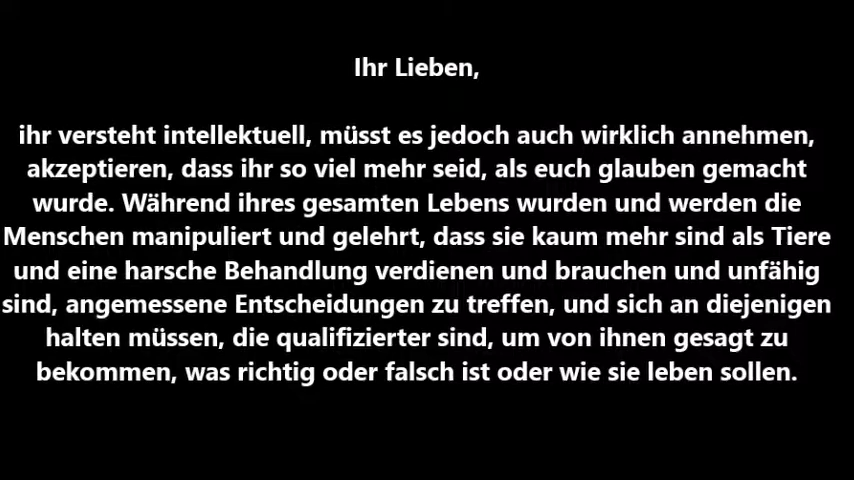 Ihr Lieben,
ihr versteht intellektuell, müsst es jedoch auch wirklich annehmen,
akzeptieren, dass ihr so viel mehr seid, als euch glauben gemacht
wurde. Während ihres gesamten Lebens wurden und werden die
Menschen manipuliert und gelehrt, dass sie kaum mehr sind als Tiere
und eine harsche Behandlung verdienen und brauchen und unfähig
sind, angemessene Entscheidungen zu treffen, und sich an diejenigen
halten müssen, die qualifizierter sind, um von ihnen gesagt zu
bekommen, was richtig oder falsch ist oder wie sie leben sollen.